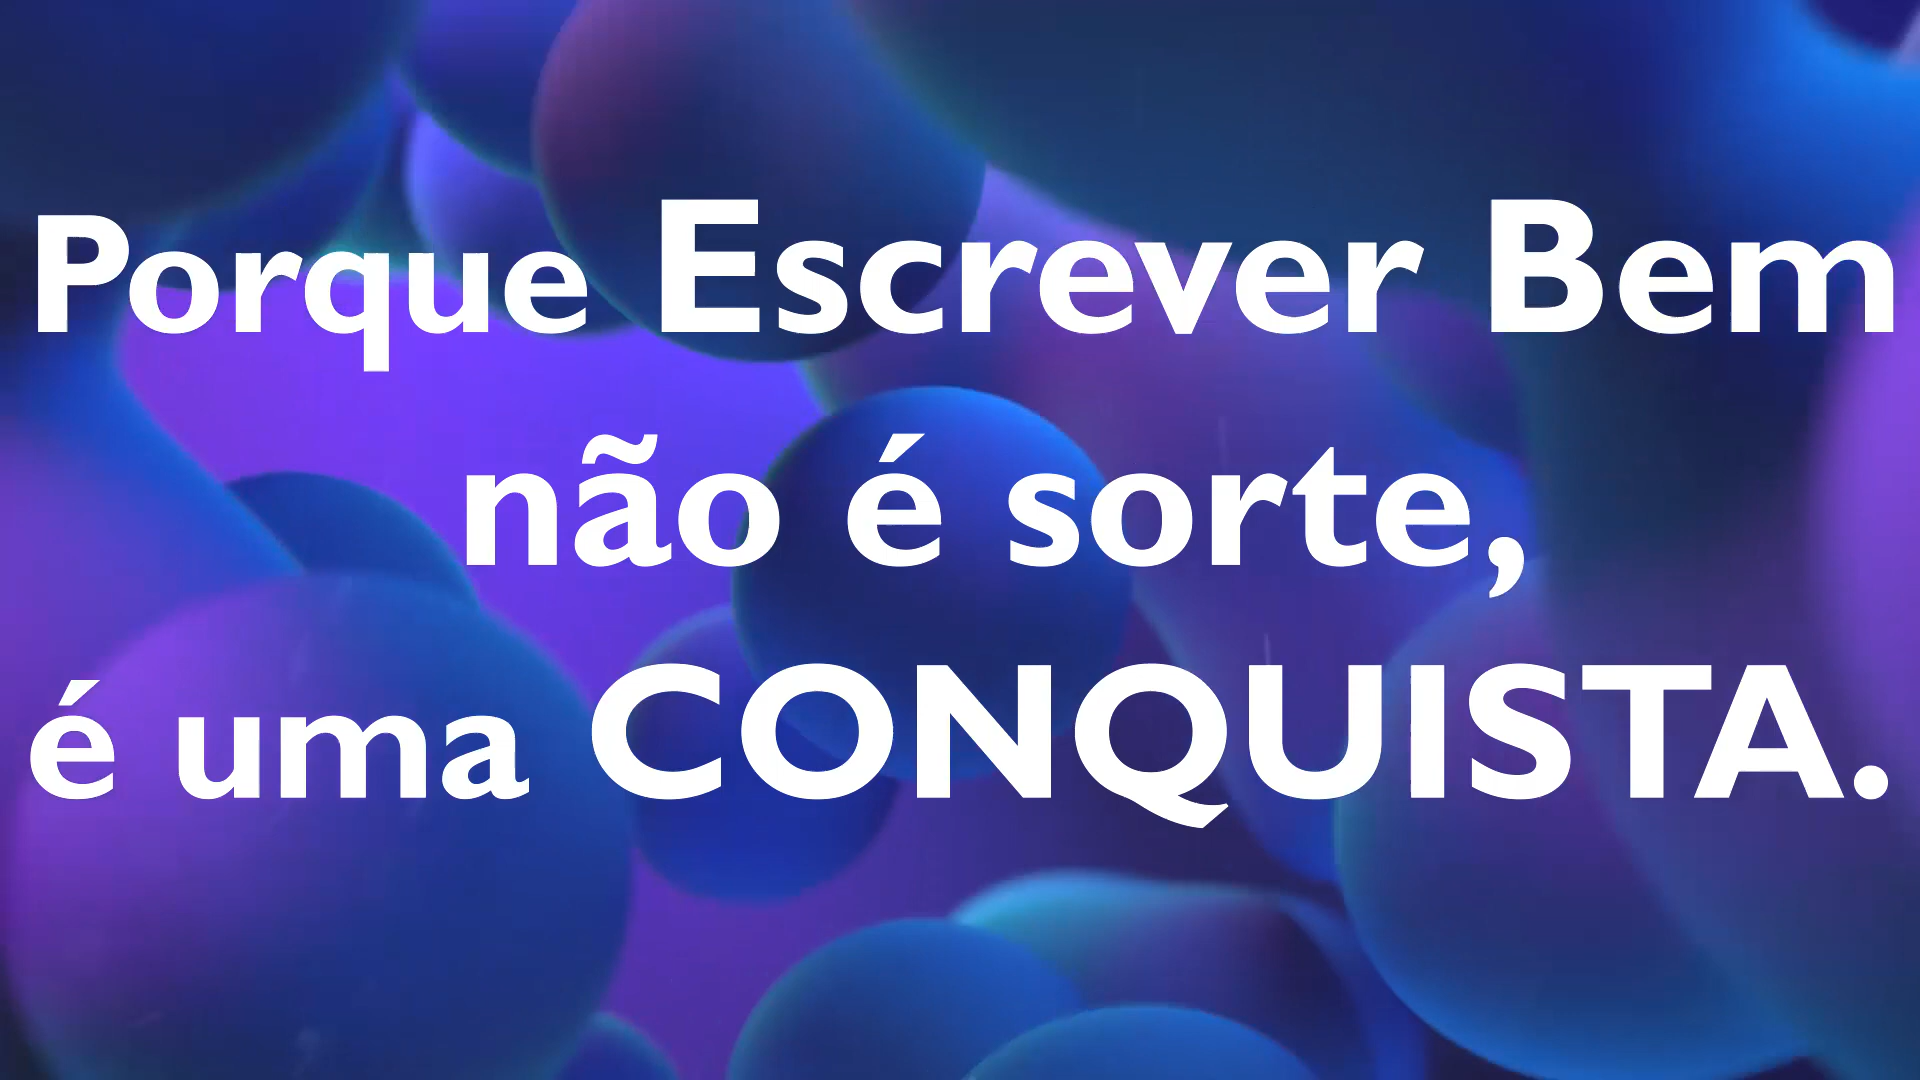 Porque Escrever Bem
não é sorte,
é uma CONQUISTA.